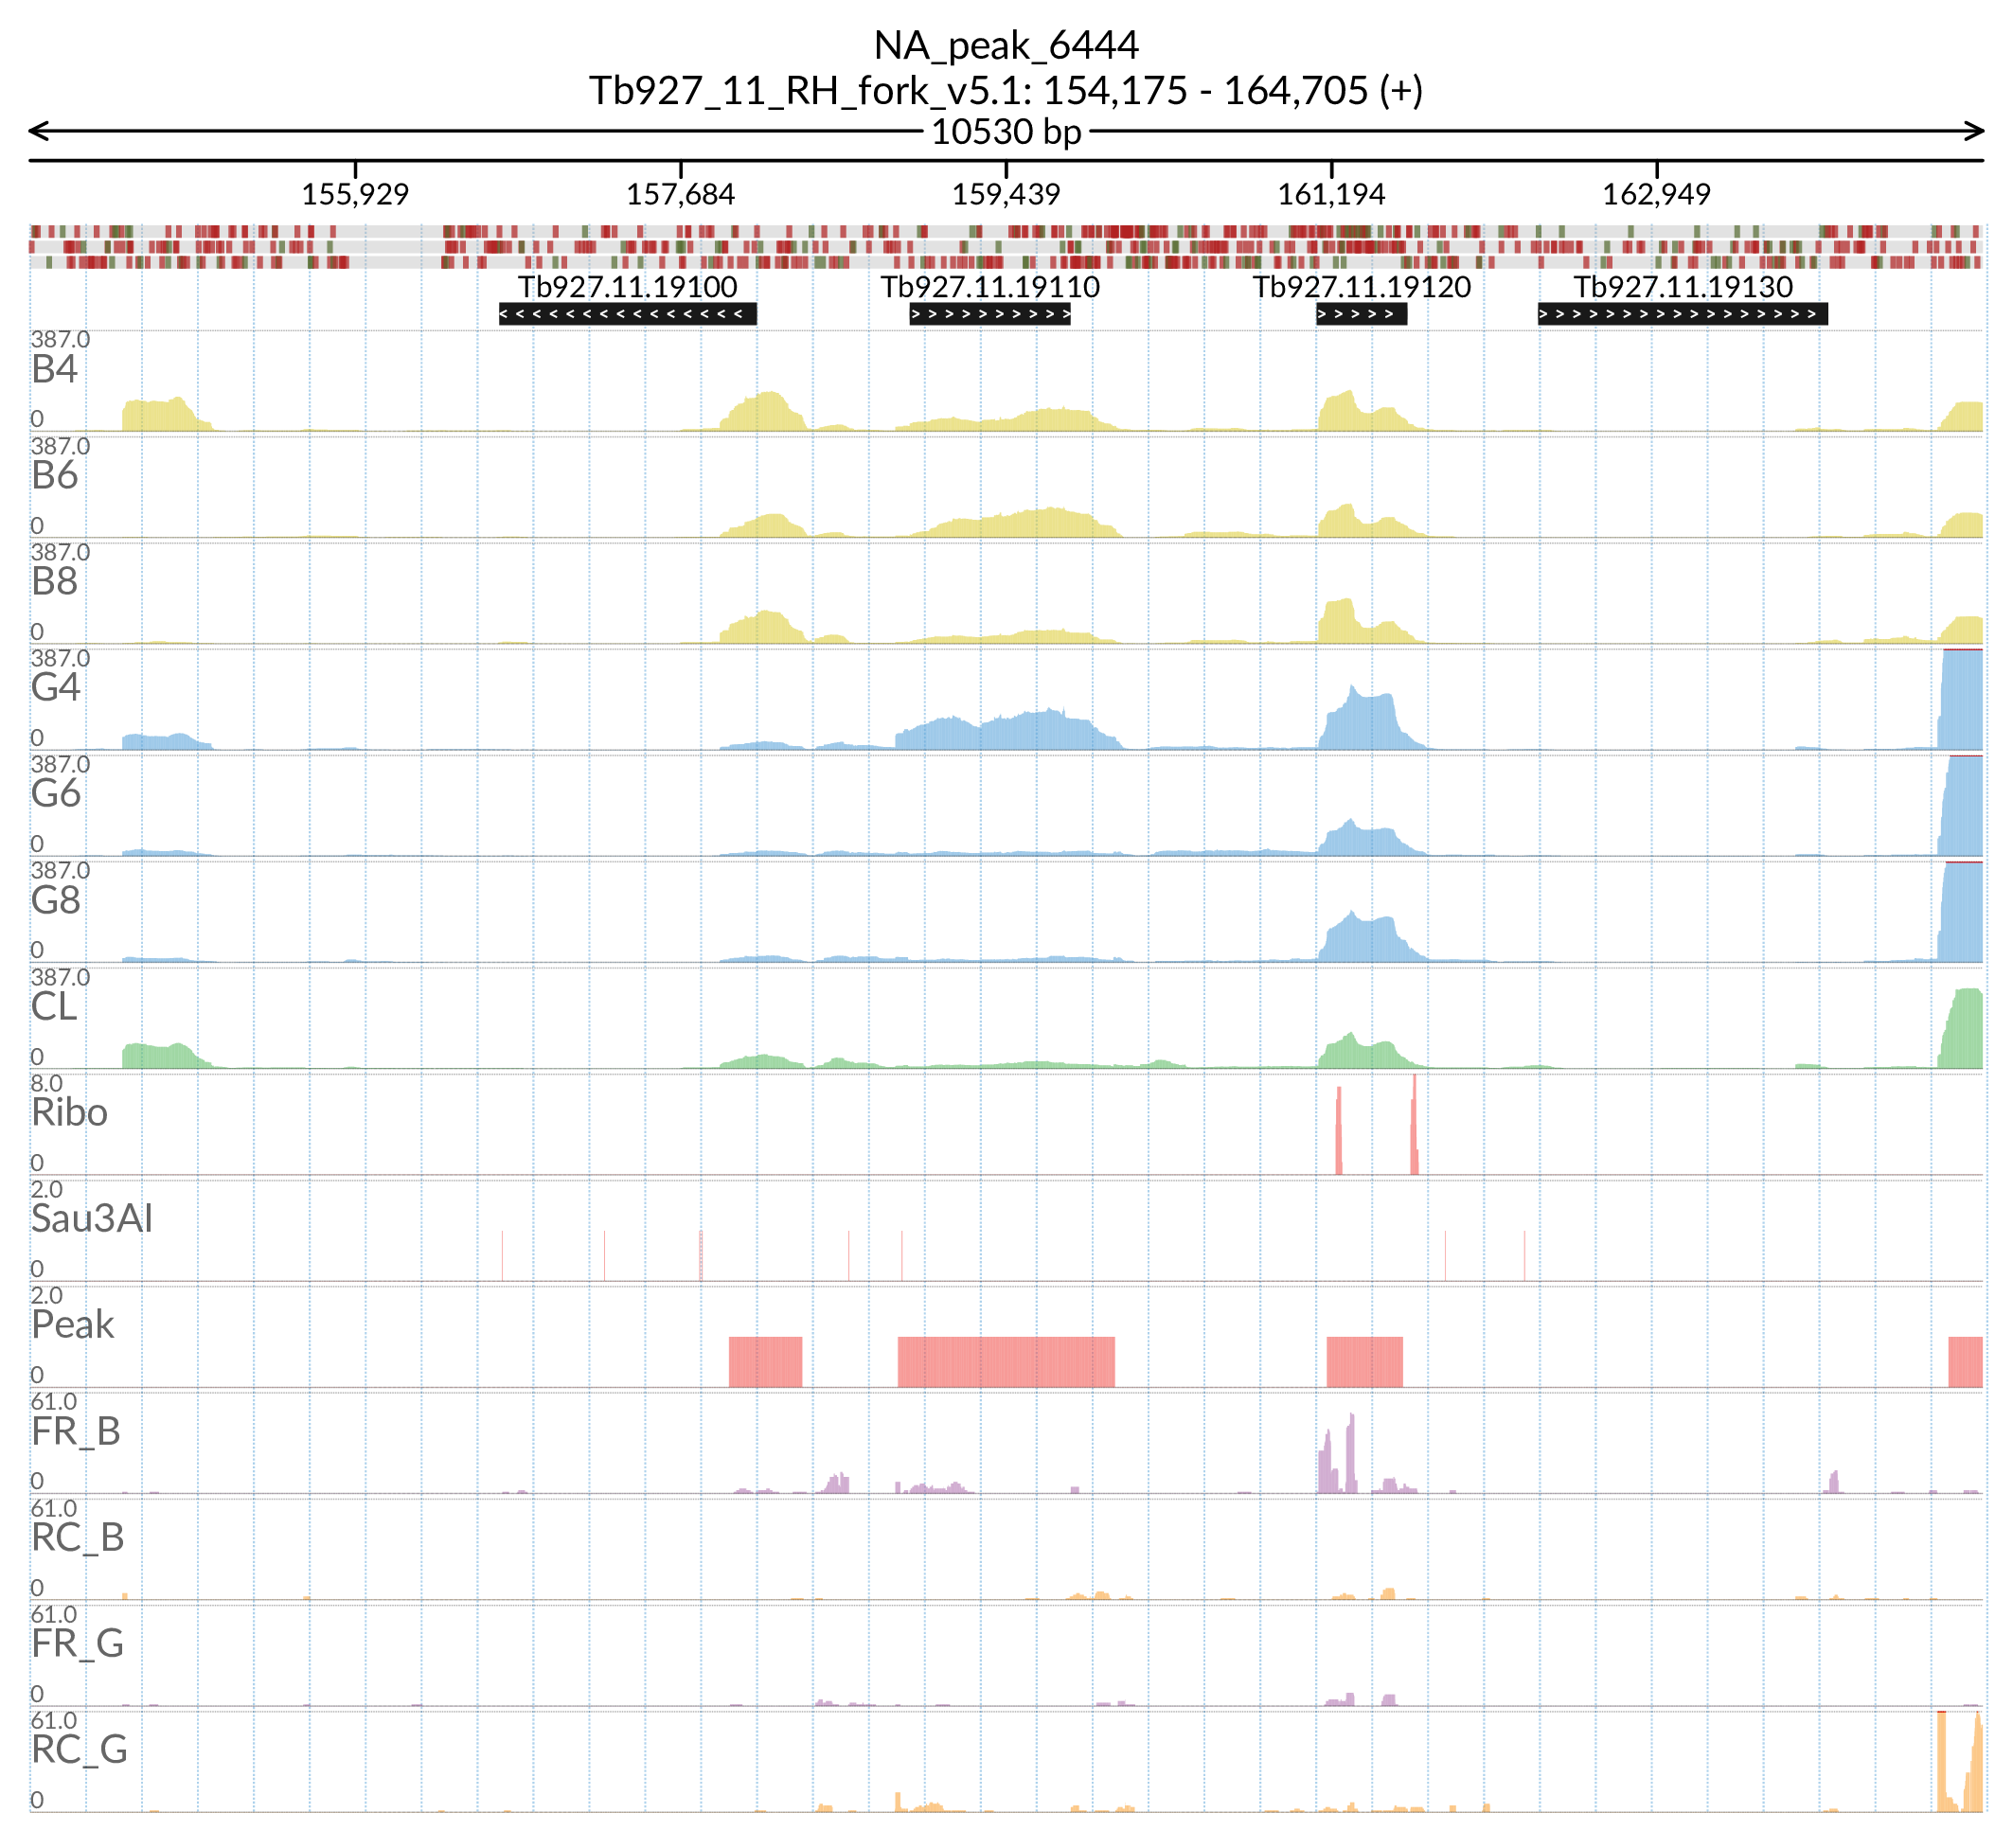 NA_peak_6444
Tb927_11_RH_fork_v5.1: 154,175 - 164,705 (+)
10530 bp
155,929 157,684 159,439 161,194 162,949
Tb927.11.19100 Tb927.11.19110 Tb927.11.19120 Tb927.11.19130
387.0
B4
0
387.0
B6
0
387.0
B8
0
387.0
G4
0
387.0
G6
0
387.0
G8
0
387.0
CL
0
8.0
Ribo
0
2.0
Sau3AI
0
2.0
Peak
0
61.0
FR_B
0
61.0
RC_B
0
61.0
FR_G
0
61.0
RC_G
0